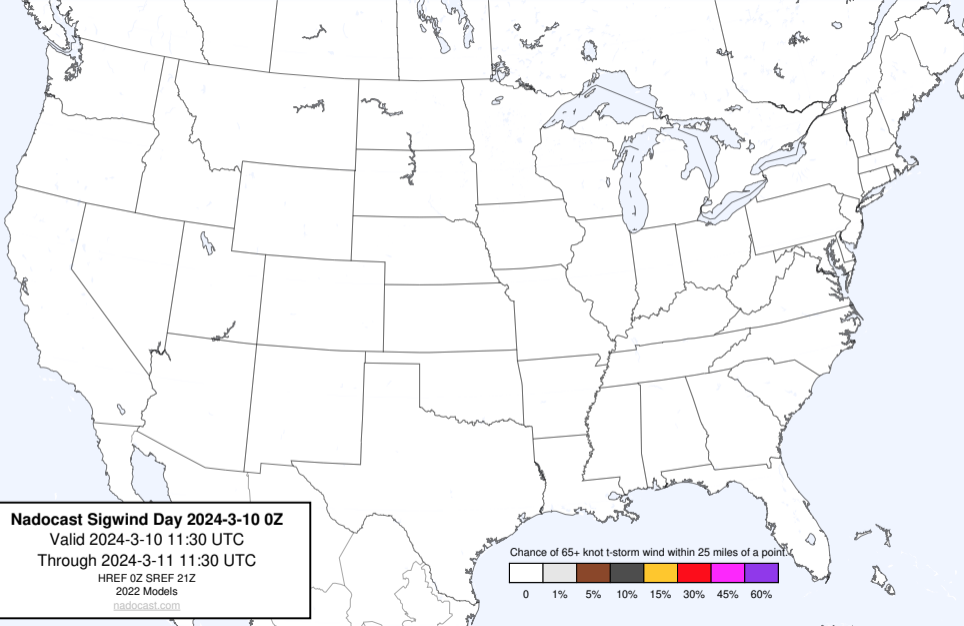 Nadocast Sigwind Day 2024-3-10 0Z
Valid 2024-3-10 11:30 UTC
Through 2024-3-11 11:30 UTC
HREF 0Z SREF 21Z
2022 Models
nadocast.com
Chance of 65+ knot t-storm wind within 25 miles of a point.
0 1% 5% 10% 15% 30% 45% 60%